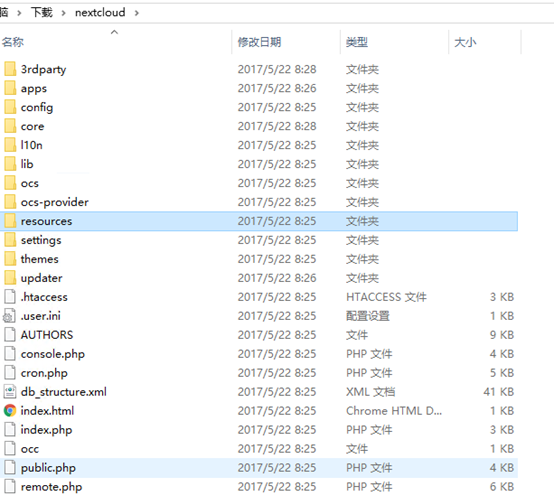 脑 > 下載 > nextcloud >
名称 修改日期 类型 大小
3rdparty 2017/5/22 8:28 文件夹
apps 2017/5/22 8:26 文件夹
config 2017/5/22 8:25 文件夹
core 2017/5/22 8:28 文件夹
l10n 2017/5/22 8:25 文件夹
lib 2017/5/22 8:25 文件夹
ocs 2017/5/22 8:25 文件夹
ocs-provider 2017/5/22 8:25 文件夹
resources 2017/5/22 8:25 文件夹
settings 2017/5/22 8:25 文件夹
themes 2017/5/22 8:25 文件夹
updater 2017/5/22 8:26 文件夹
.htaccess 2017/5/22 8:25 HTACCESS 文件 3 KB
.user.ini 2017/5/22 8:25 配置设置 1 KB
AUTHORS 2017/5/22 8:25 文件 9 KB
console.php 2017/5/22 8:25 PHP 文件 4 KB
cron.php 2017/5/22 8:25 PHP 文件 5 KB
db_structure.xml 2017/5/22 8:25 XML 文档 41 KB
index.html 2017/5/22 8:25 Chrome HTML D... 1 KB
index.php 2017/5/22 8:25 PHP 文件 3 KB
occ 2017/5/22 8:25 文件 1 KB
public.php 2017/5/22 8:25 PHP 文件 4 KB
remote.php 2017/5/22 8:25 PHP 文件 6 KB